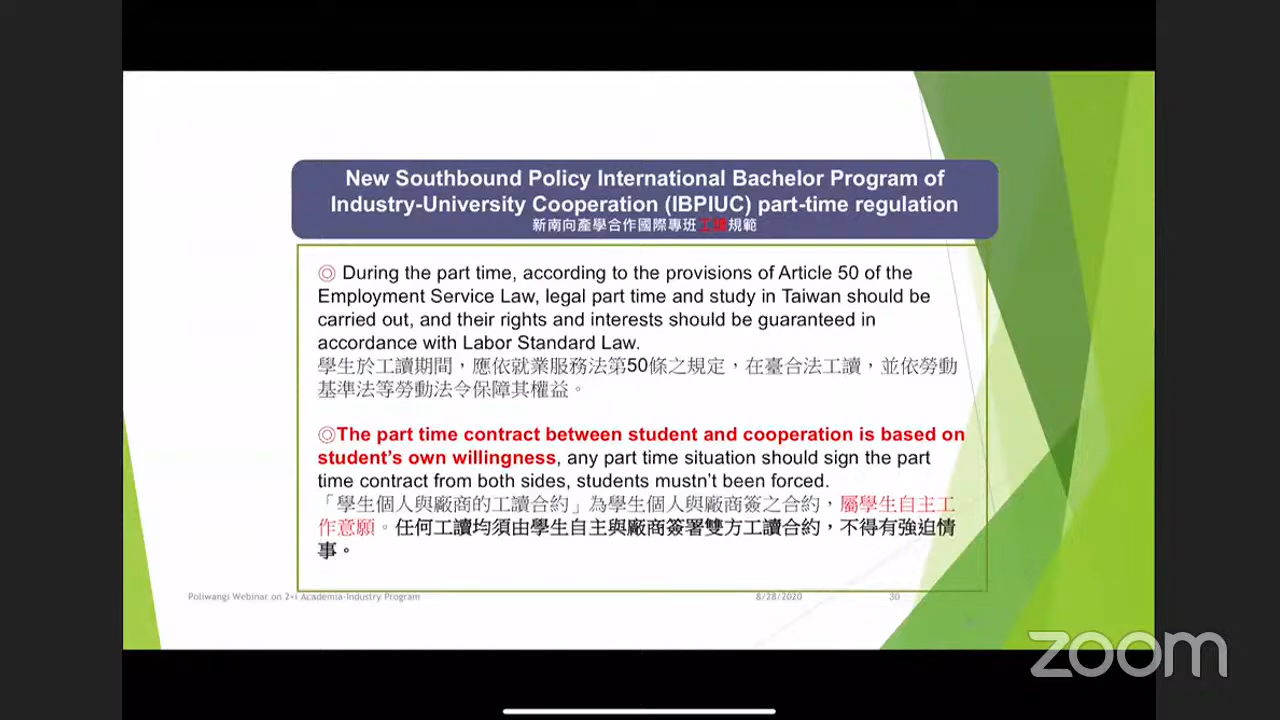 New Southbound Policy International Bachelor Program of
Industry-University Cooperation (IBPIUC) part-time regulation
新南向產學合作國際專班工讀規範
◎ During the part time, according to the provisions of Article 50 of the
Employment Service Law, legal part time and study in Taiwan should be
carried out, and their rights and interests should be guaranteed in
accordance with Labor Standard Law.
學生於工讀期間，應依就業服務法第50條之規定，在臺合法工讀，並依勞動
基準法等勞動法令保障其權益。
◎The part time contract between student and cooperation is based on
student's own willingness, any part time situation should sign the part
time contract from both sides, students mustn't been forced.
「學生個人與廠商的工讀合約」為學生個人與廠商簽之合約，屬學生自主工
作意願。任何工讀均須由學生自主與廠商簽署雙方工讀合約，不得有強迫情
事。
Poliwangi Webinar on 2+i Academia-Industry Program
8/28/2020
30
zoom